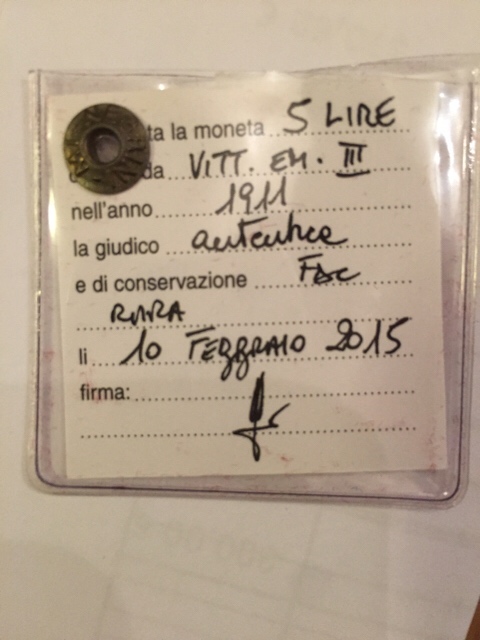 ta la moneta 5 LIRE
da VITT. EM. III
nell'anno 1911
la giudico autentica
e di conservazione FDC
RARA
li 10 FEBBRAIO 2015
firma: